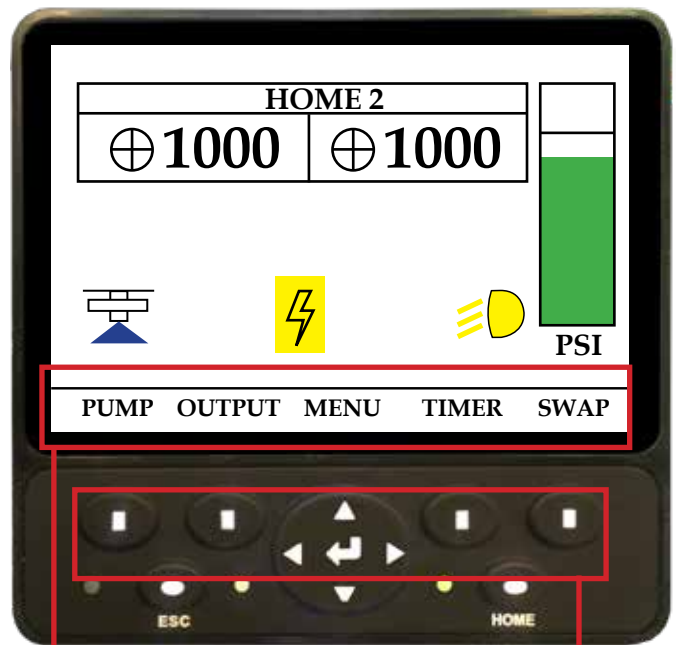 HOME 2
1000 1000
PSI
PUMP OUTPUT MENU TIMER SWAP
ESC HOME